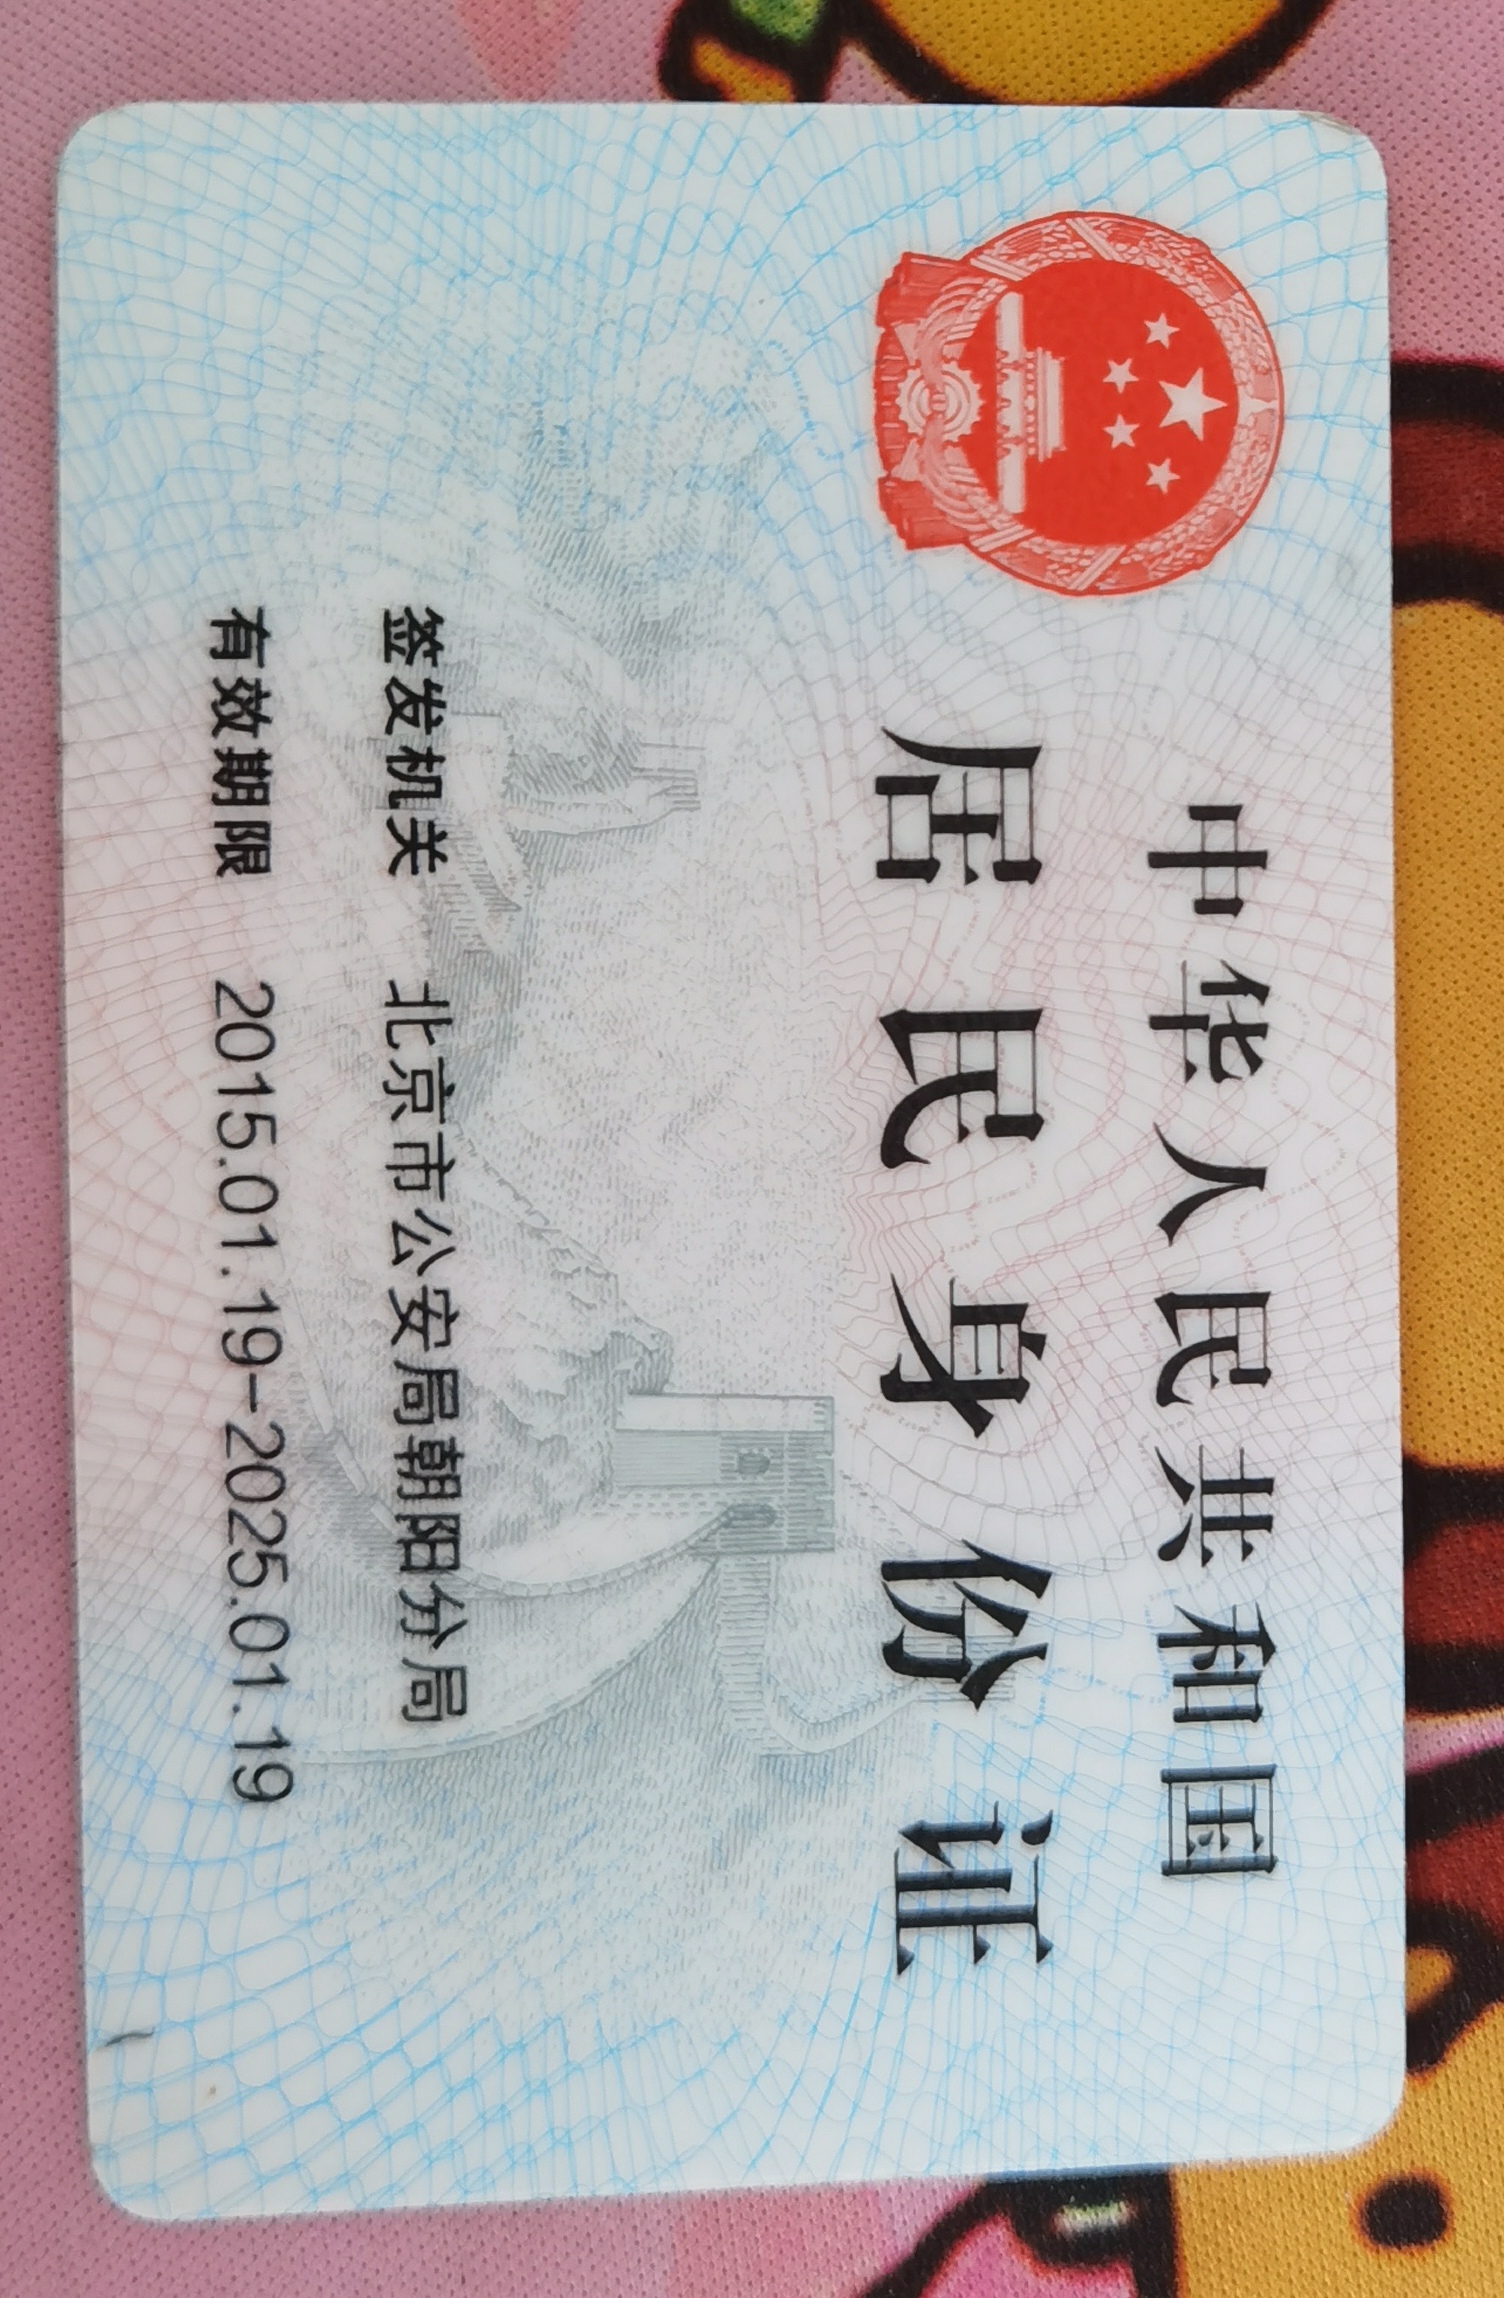 中华人民共和国
居民身份证
签发机关 北京市公安局朝阳分局
有效期限 2015.01.19-2025.01.19